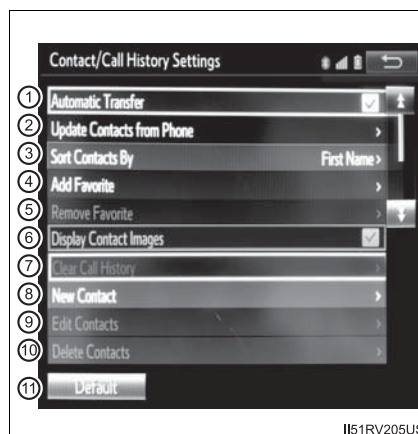 Contact/Call History Settings
1 Automatic Transfer
2 Update Contacts from Phone
3 Sort Contacts By First Name
4 Add Favorite
5 Remove Favorite
6 Display Contact Images
7 Clear Call History
8 New Contact
9 Edit Contacts
10 Delete Contacts
11 Default
II51RV205US